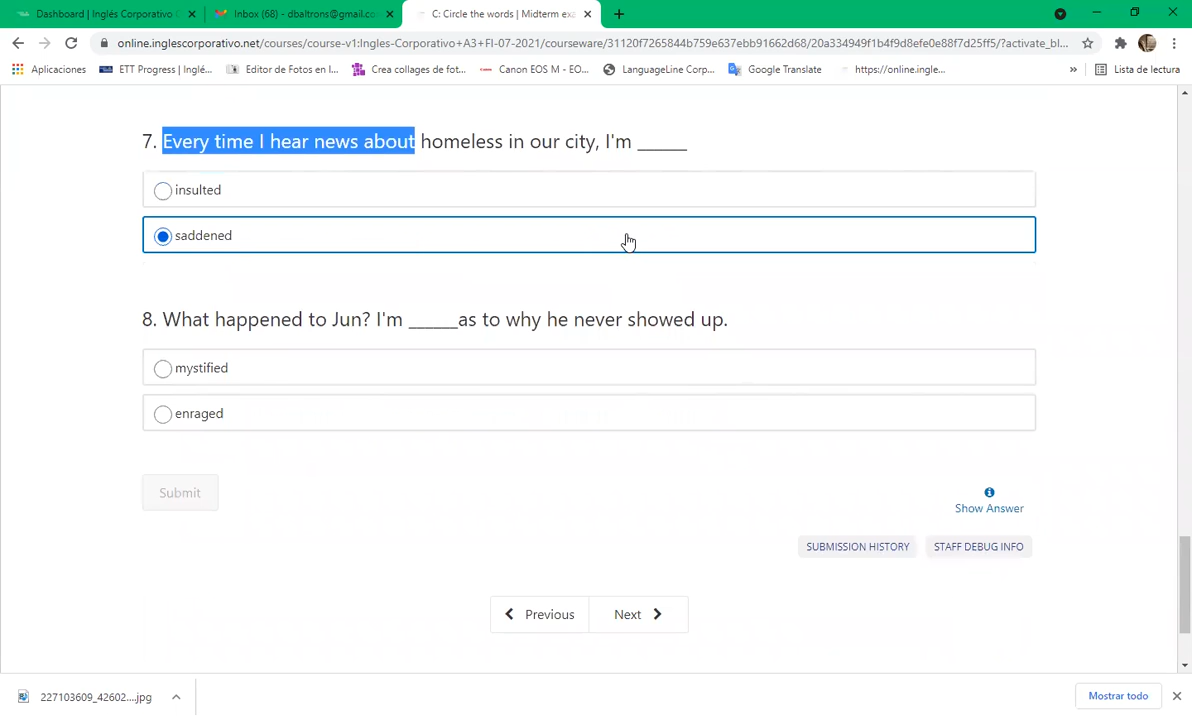 Dashboard | Inglés Corporativo
Inbox (68) - dbaltrons@gmail.co
C: Circle the words | Midterm exa
online.inglescorporativo.net/courses/course-v1:Ingles-Corporativo+A3+FI-07-2021/courseware/31120f7265844b759e637ebb91662d68/20a334949f1b4f9d8efe0e88f7d25ff5/?activate_bl...
Aplicaciones
ETT Progress | Inglé...
Editor de Fotos en l...
Crea collages de fot...
Canon EOS M - EO...
LanguageLine Corp...
Google Translate
https://online.ingle...
»
Lista de lectura
7. Every time I hear news about homeless in our city, I'm ______
insulted
saddened
8. What happened to Jun? I'm ______as to why he never showed up.
mystified
enraged
Submit
Show Answer
SUBMISSION HISTORY
STAFF DEBUG INFO
Previous
Next
227103609_42602....jpg
Mostrar todo